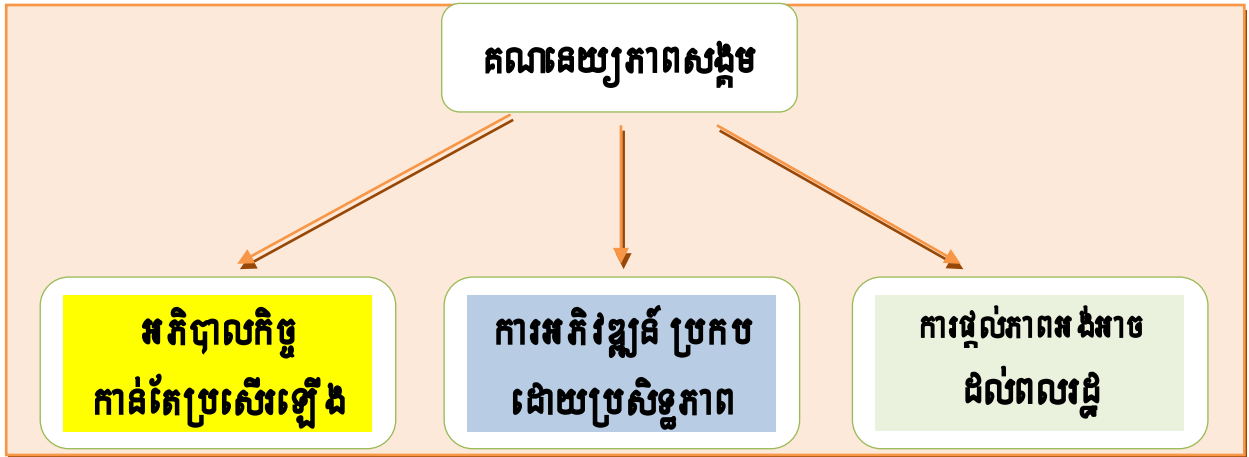 គណនេយ្យភាពសង្គម
អភិបាលកិច្ច
កាន់តែប្រសើរឡើង
ការអភិវឌ្ឍន៍ ប្រកប
ដោយប្រសិទ្ធភាព
ការផ្តល់ភាពអង់អាច
ដល់ពលរដ្ឋ